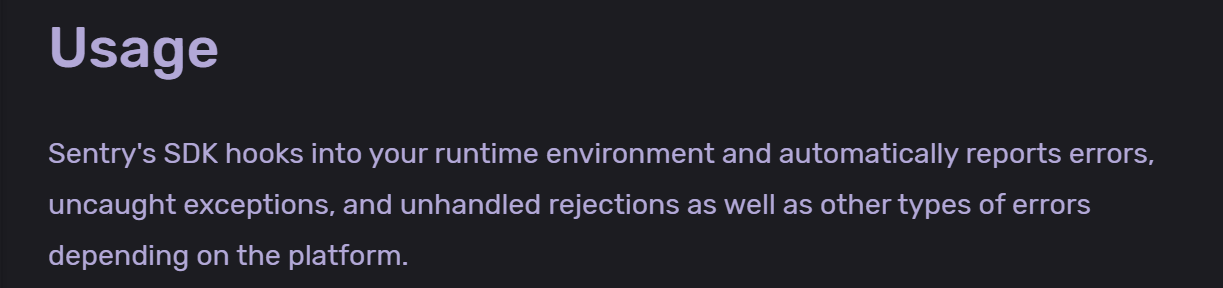 Usage
Sentry's SDK hooks into your runtime environment and automatically reports errors,
uncaught exceptions, and unhandled rejections as well as other types of errors
depending on the platform.